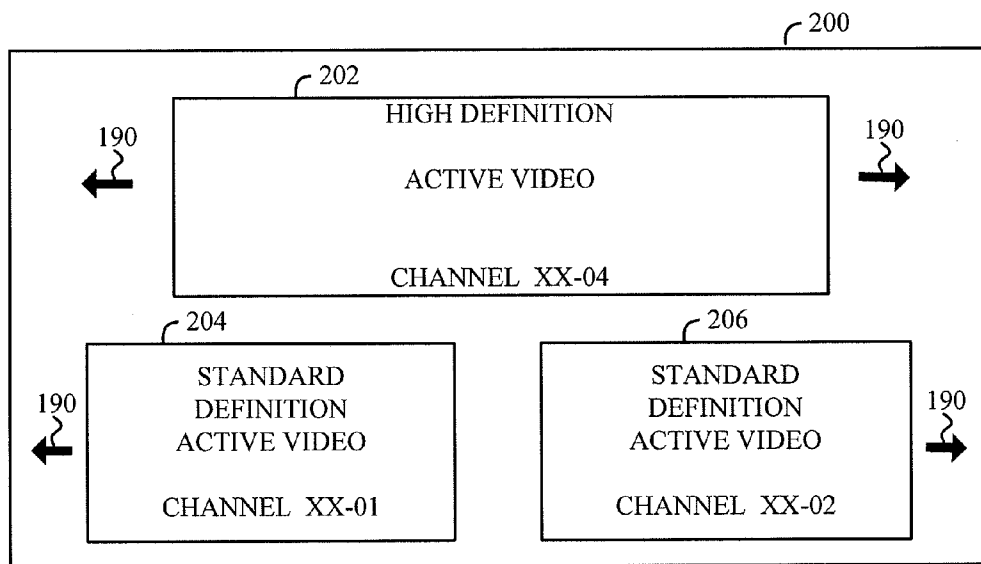 200
202
HIGH DEFINITION
190
190
ACTIVE VIDEO
CHANNEL XX-04
204
206
STANDARD
DEFINITION
ACTIVE VIDEO
CHANNEL XX-01
STANDARD
DEFINITION
ACTIVE VIDEO
CHANNEL XX-02
190
190